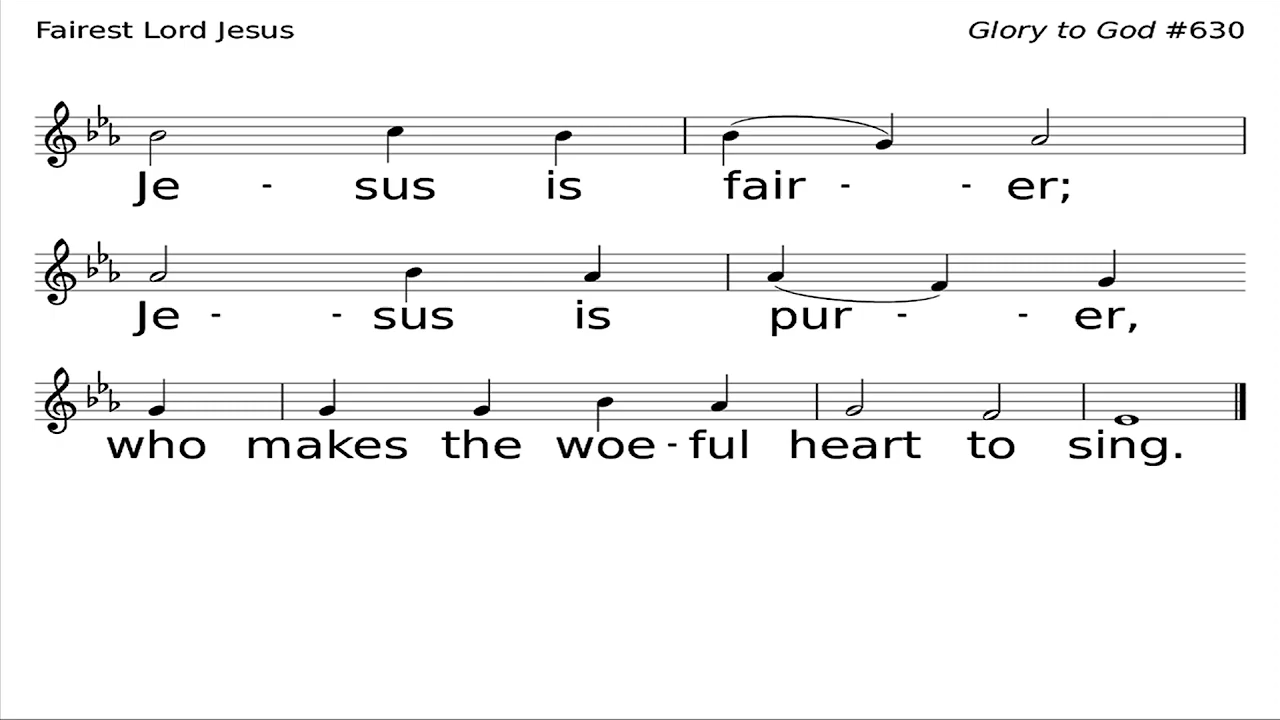 Fairest Lord Jesus Glory to God #630
Je - sus is fair - - er;
Je - - sus is pur - - er,
who makes the woe - ful heart to sing.